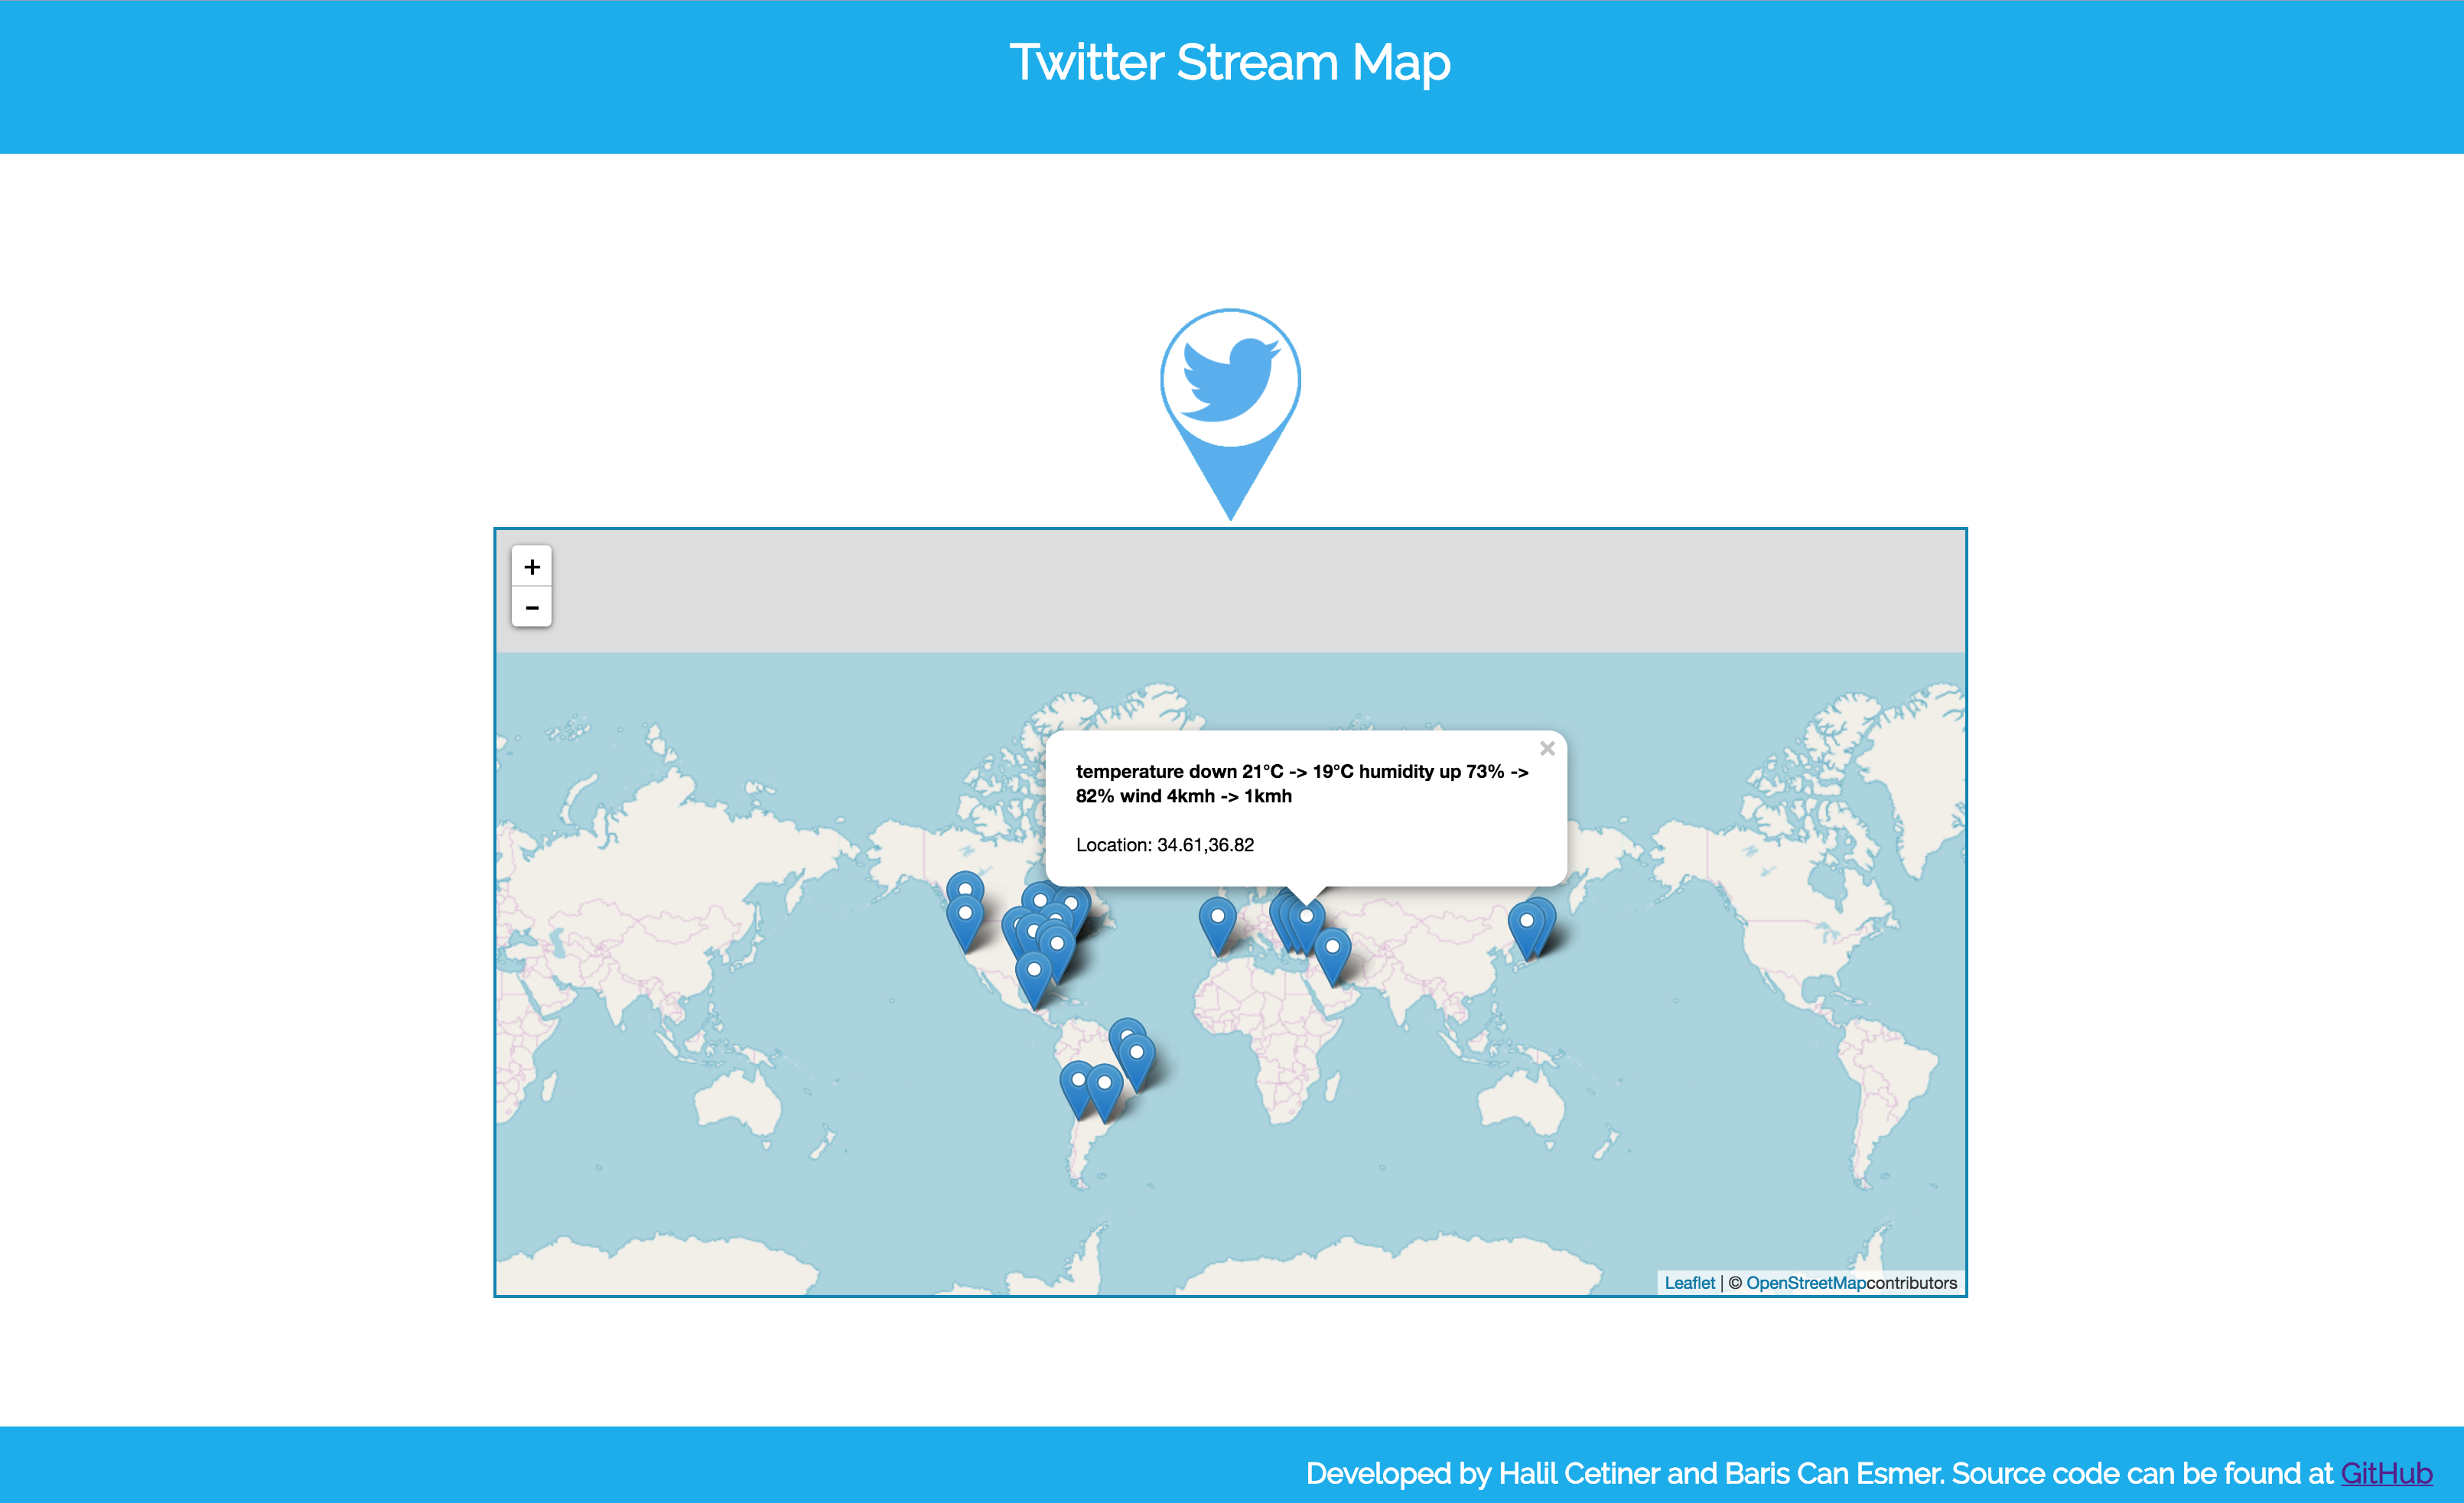 Twitter Stream Map
+
-
×
temperature down 21°C -> 19°C humidity up 73% ->
82% wind 4kmh -> 1kmh
Location: 34.61,36.82
Leaflet | © OpenStreetMapcontributors
Developed by Halil Cetiner and Baris Can Esmer. Source code can be found at GitHub